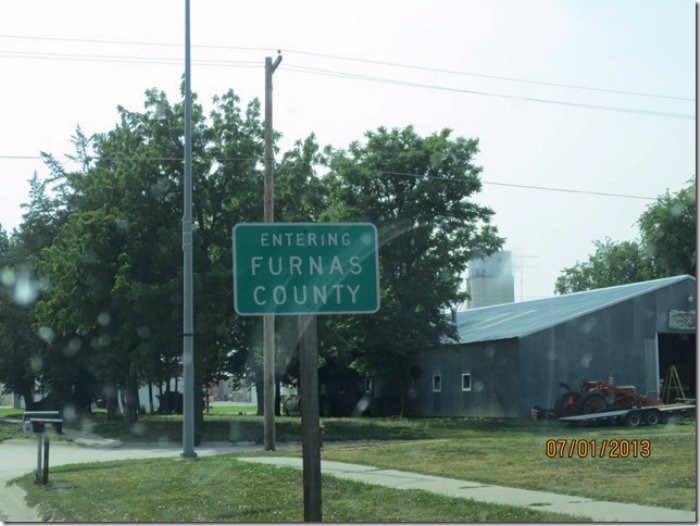 ENTERING
FURNAS
COUNTY
07/01/2013